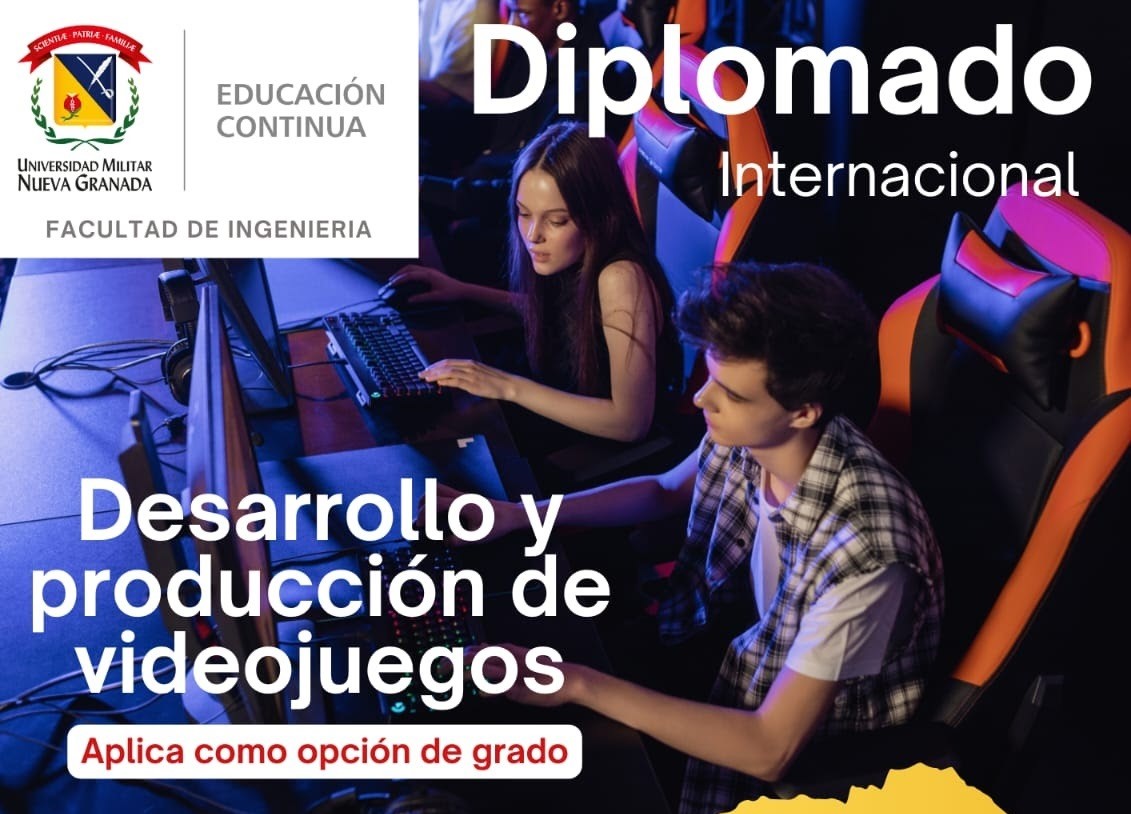 SCIENTIÆ · PATRIÆ · FAMILIÆ
UNIVERSIDAD MILITAR
NUEVA GRANADA
EDUCACIÓN
CONTINUA
FACULTAD DE INGENIERIA
Diplomado
Internacional
Desarrollo y
producción de
videojuegos
Aplica como opción de grado